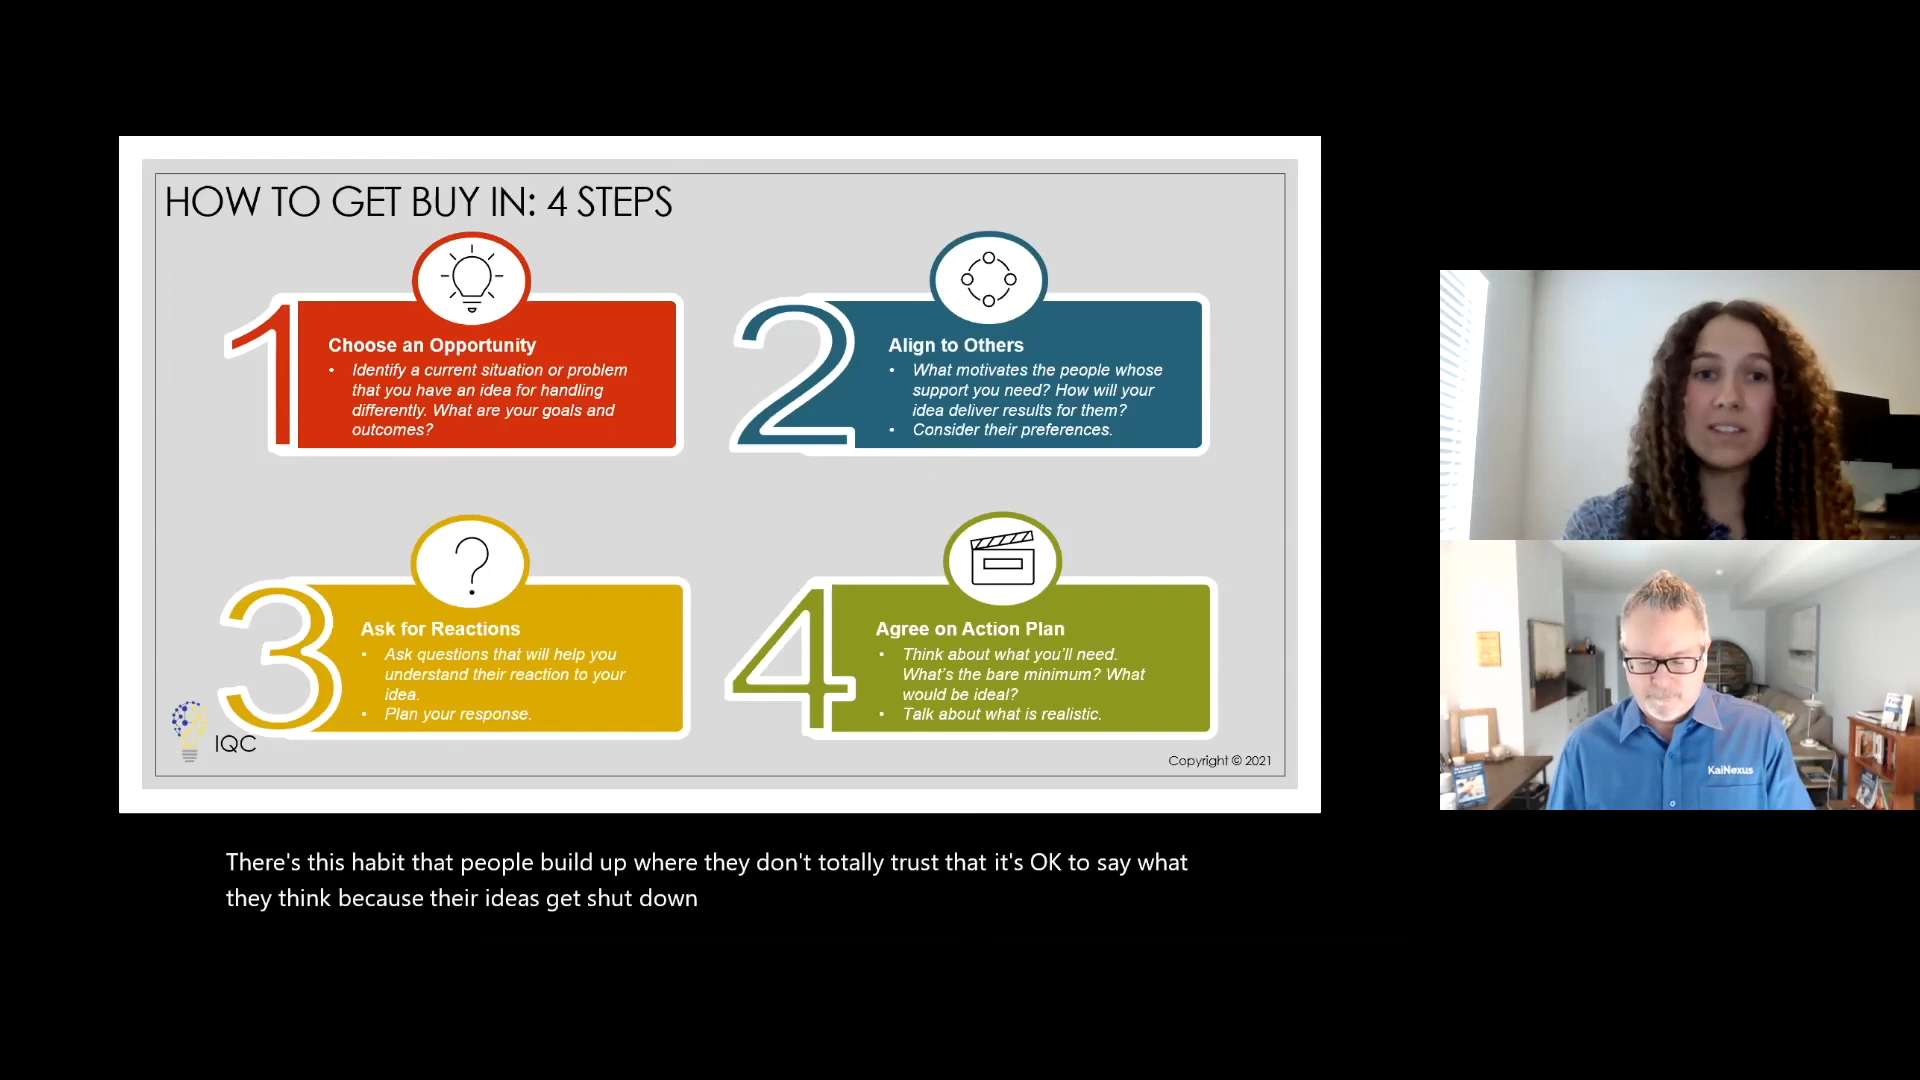 HOW TO GET BUY IN: 4 STEPS
1
Choose an Opportunity
• Identify a current situation or problem
that you have an idea for handling
differently. What are your goals and
outcomes?
2
Align to Others
• What motivates the people whose
support you need? How will your
idea deliver results for them?
• Consider their preferences.
3
Ask for Reactions
• Ask questions that will help you
understand their reaction to your
idea.
• Plan your response.
4
Agree on Action Plan
• Think about what you'll need.
What's the bare minimum? What
would be ideal?
• Talk about what is realistic.
IQC
Copyright © 2021
KaiNexus
There's this habit that people build up where they don't totally trust that it's OK to say what
they think because their ideas get shut down